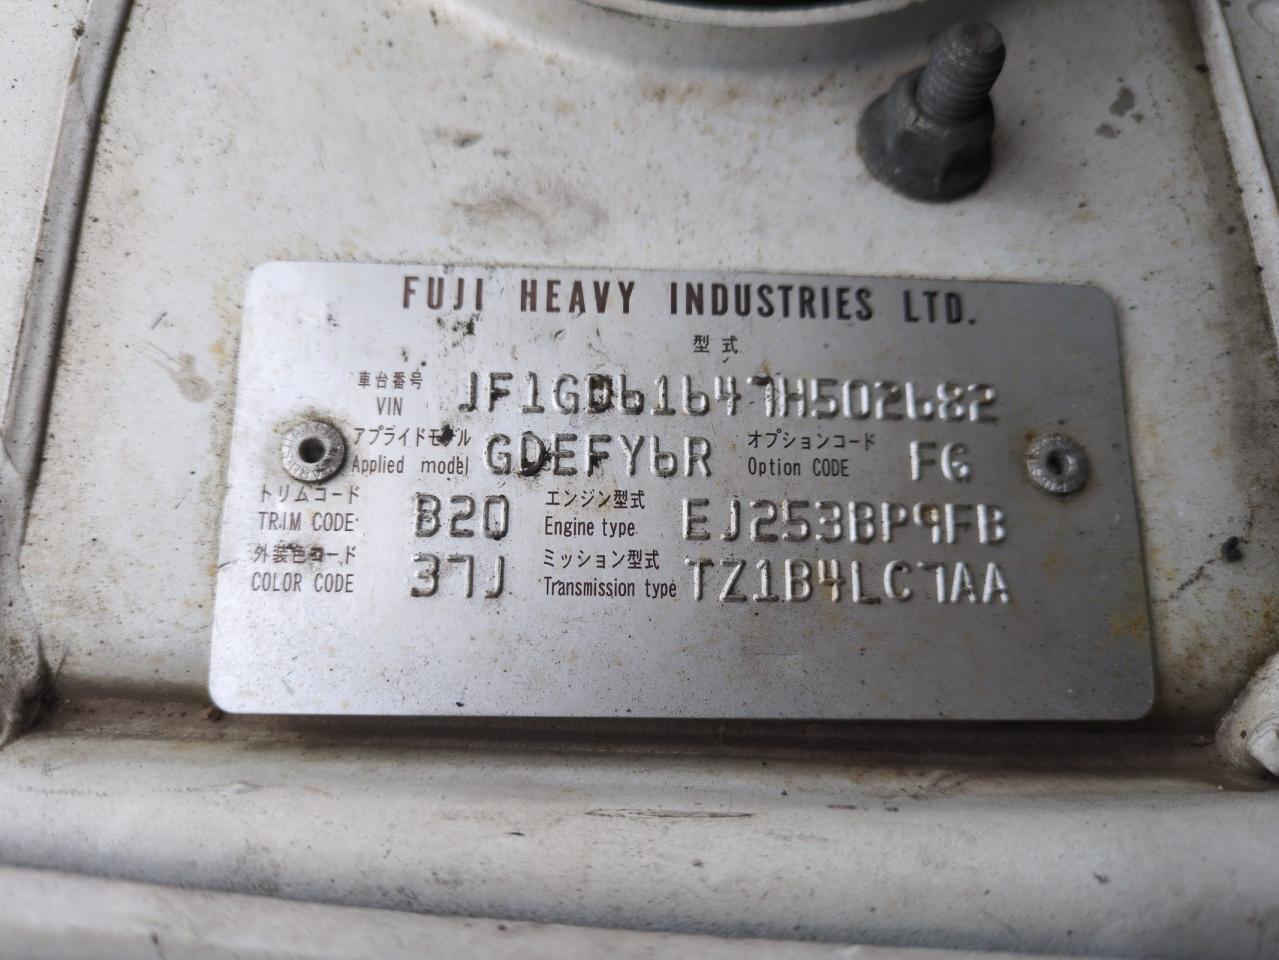 FUJI HEAVY INDUSTRIES LTD.
型式
車台番号 VIN JF1GD61647H502682
アプライドモデル Applied model GDEFY6R オプションコード Option CODE FG
トリムコード TRIM CODE B20 エンジン型式 Engine type EJ253BP9FB
外装色コード COLOR CODE 37J ミッション型式 Transmission type TZ1B4LC7AA